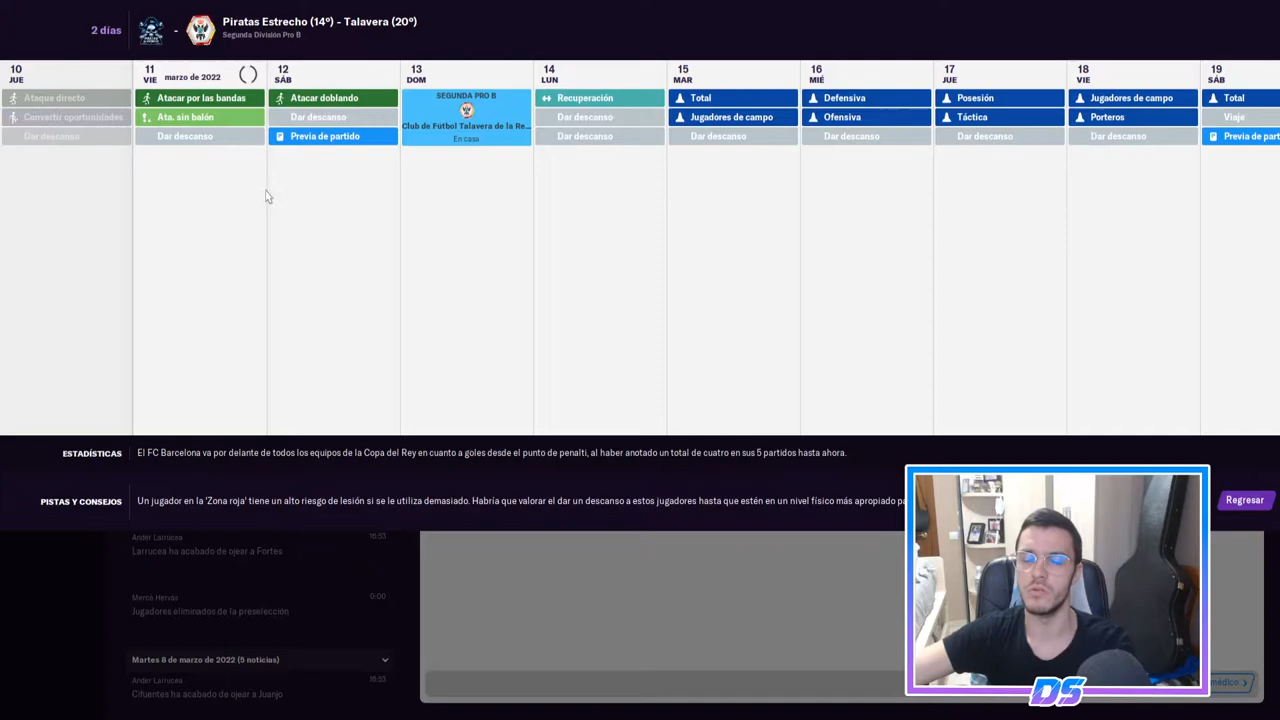 2 días
Piratas Estrecho (14º) - Talavera (20º)
Segunda División Pro B
10
JUE
11
VIE
marzo de 2022
12
SÁB
13
DOM
14
LUN
15
MAR
16
MIÉ
17
JUE
18
VIE
19
SÁB
Ataque directo
Convertir oportunidades
Dar descanso
Atacar por las bandas
Ata. sin balón
Dar descanso
Atacar doblando
Dar descanso
Previa de partido
SEGUNDA PRO B
Club de Fútbol Talavera de la Re...
En casa
Recuperación
Dar descanso
Dar descanso
Total
Jugadores de campo
Dar descanso
Defensiva
Ofensiva
Dar descanso
Posesión
Táctica
Dar descanso
Jugadores de campo
Porteros
Dar descanso
Total
Viaje
Previa de part
ESTADÍSTICAS
El FC Barcelona va por delante de todos los equipos de la Copa del Rey en cuanto a goles desde el punto de penalti, al haber anotado un total de cuatro en sus 5 partidos hasta ahora.
PISTAS Y CONSEJOS
Un jugador en la 'Zona roja' tiene un alto riesgo de lesión si se le utiliza demasiado. Habría que valorar el dar un descanso a estos jugadores hasta que estén en un nivel físico más apropiado pa
Regresar
Ander Larrucea
16:53
Larrucea ha acabado de ojear a Fortes
Mercè Hervás
0:00
Jugadores eliminados de la preselección
Martes 8 de marzo de 2022 (5 noticias)
Ander Larrucea
16:53
Cifuentes ha acabado de ojear a Juanjo
médico
DS